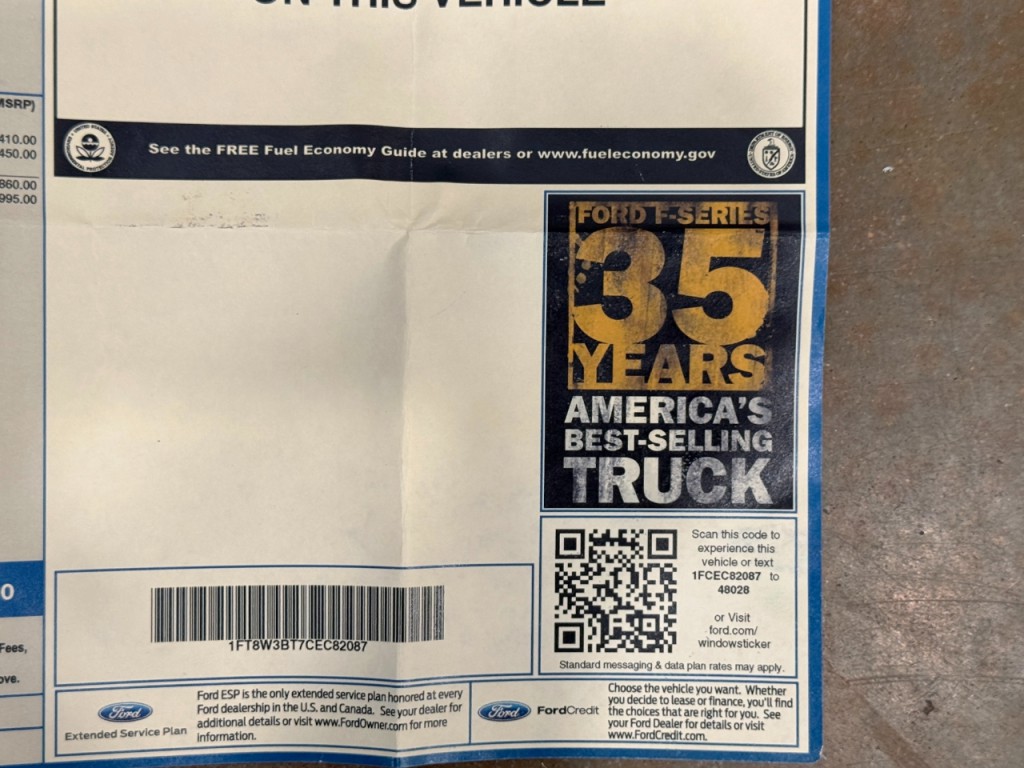 ON THIS VEHICLE
MSRP)
410.00
450.00
860.00
995.00
See the FREE Fuel Economy Guide at dealers or www.fueleconomy.gov
FORD F-SERIES
35
YEARS
AMERICA'S
BEST-SELLING
TRUCK
Scan this code to
experience this
vehicle or text
1FCEC82087 to
48028
or Visit
ford.com/
windowsticker
Standard messaging & data plan rates may apply.
0
Fees,
ove.
1FT8W3BT7CEC82087
Ford
Extended Service Plan
Ford ESP is the only extended service plan honored at every
Ford dealership in the U.S. and Canada. See your dealer for
additional details or visit www.FordOwner.com for more
information.
Ford
FordCredit
Choose the vehicle you want. Whether
you decide to lease or finance, you'll find
the choices that are right for you. See
your Ford Dealer for details or visit
www.FordCredit.com.